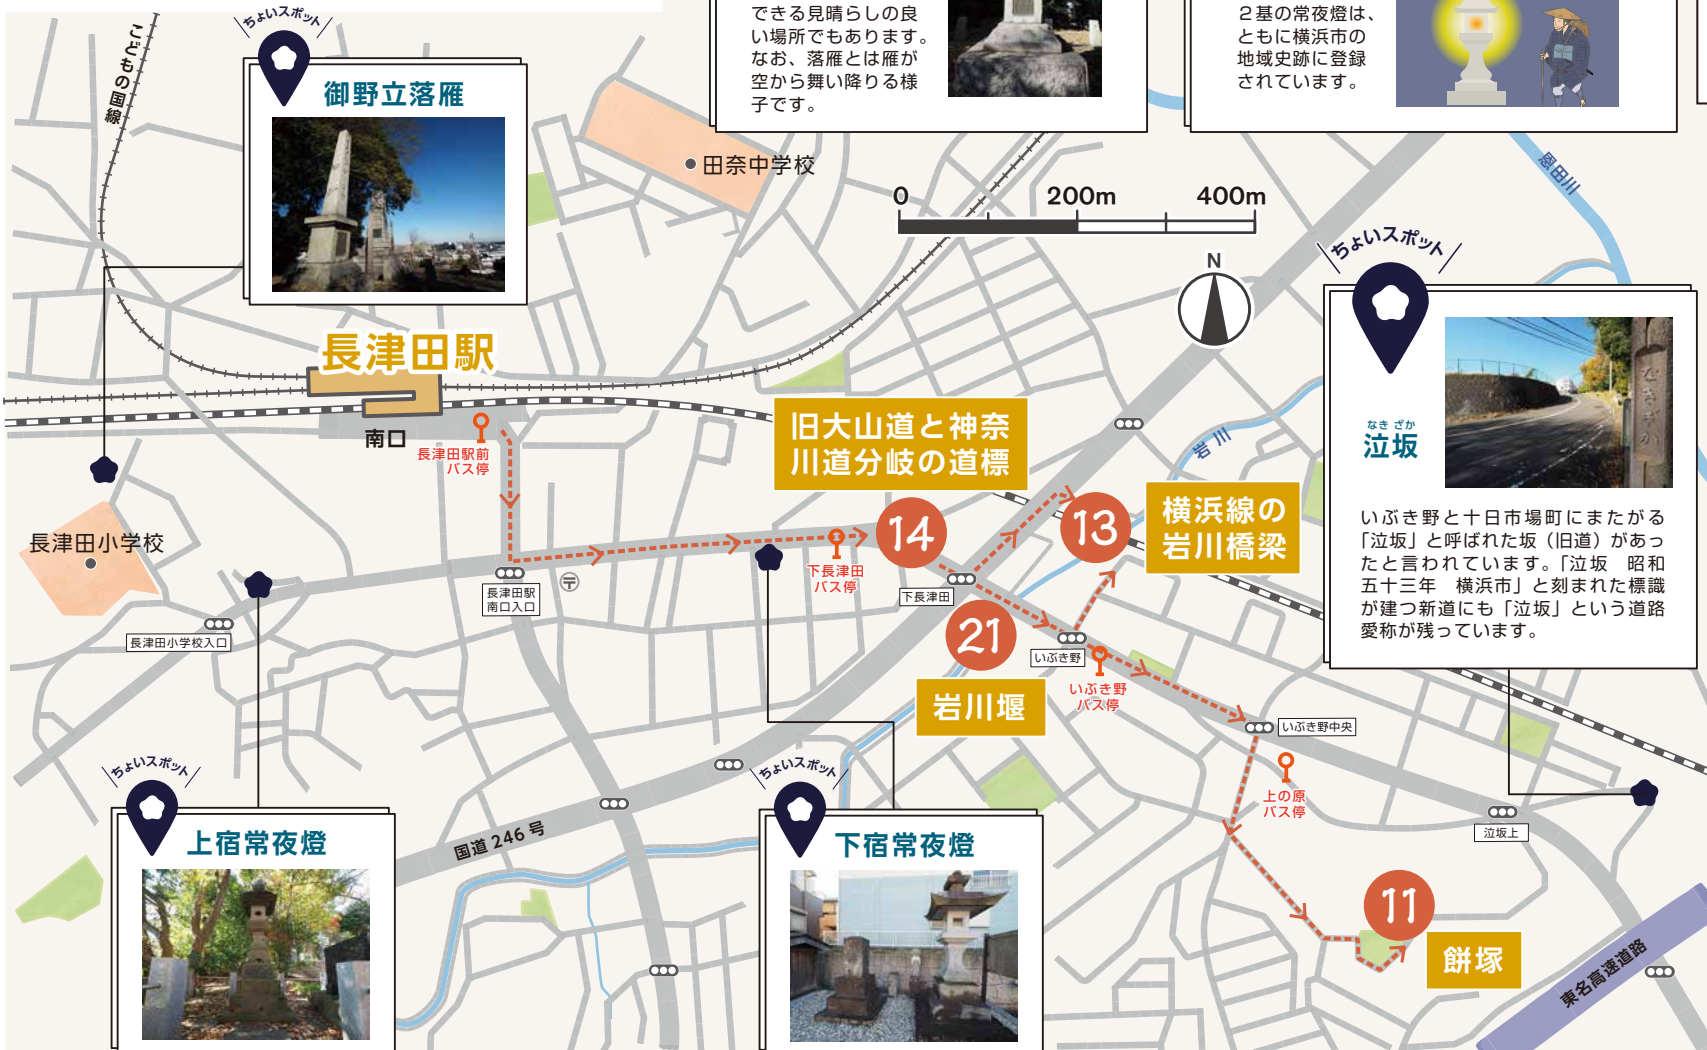 できる見晴らしの良
い場所でもあります。
なお、落雁とは雁が
空から舞い降りる様
子です。
2基の常夜燈は、
ともに横浜市の
地域史跡に登録
されています。
ちょいスポット
こどもの国線
御野立落雁
田奈中学校
0 200m 400m
N
恩田川
ちょいスポット
なきざか
泣坂
なきざか
いぶき野と十日市場町にまたがる
「泣坂」と呼ばれた坂（旧道）があっ
たと言われています。「泣坂 昭和
五十三年 横浜市」と刻まれた標識
が建つ新道にも「泣坂」という道路
愛称が残っています。
長津田駅
南口
長津田駅前
バス停
旧大山道と神奈
川道分岐の道標
14
岩川
13
横浜線の
岩川橋梁
長津田小学校
長津田小学校入口
長津田駅
南口入口
〒
下長津田
バス停
下長津田
21
岩川堰
いぶき野
いぶき野
バス停
いぶき野中央
上の原
バス停
泣坂上
11
餅塚
東名高速道路
国道246号
ちょいスポット
上宿常夜燈
ちょいスポット
下宿常夜燈